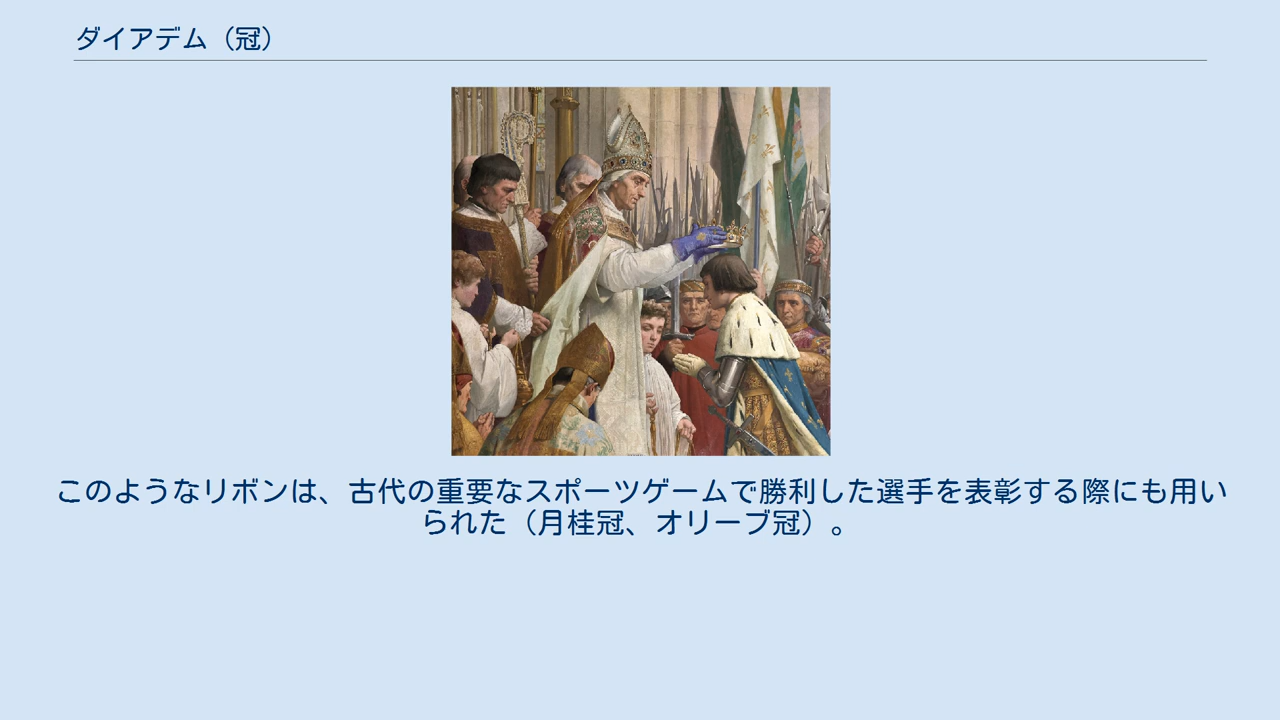 ダイアデム（冠）
このようなリボンは、古代の重要なスポーツゲームで勝利した選手を表彰する際にも用い
られた（月桂冠、オリーブ冠）。